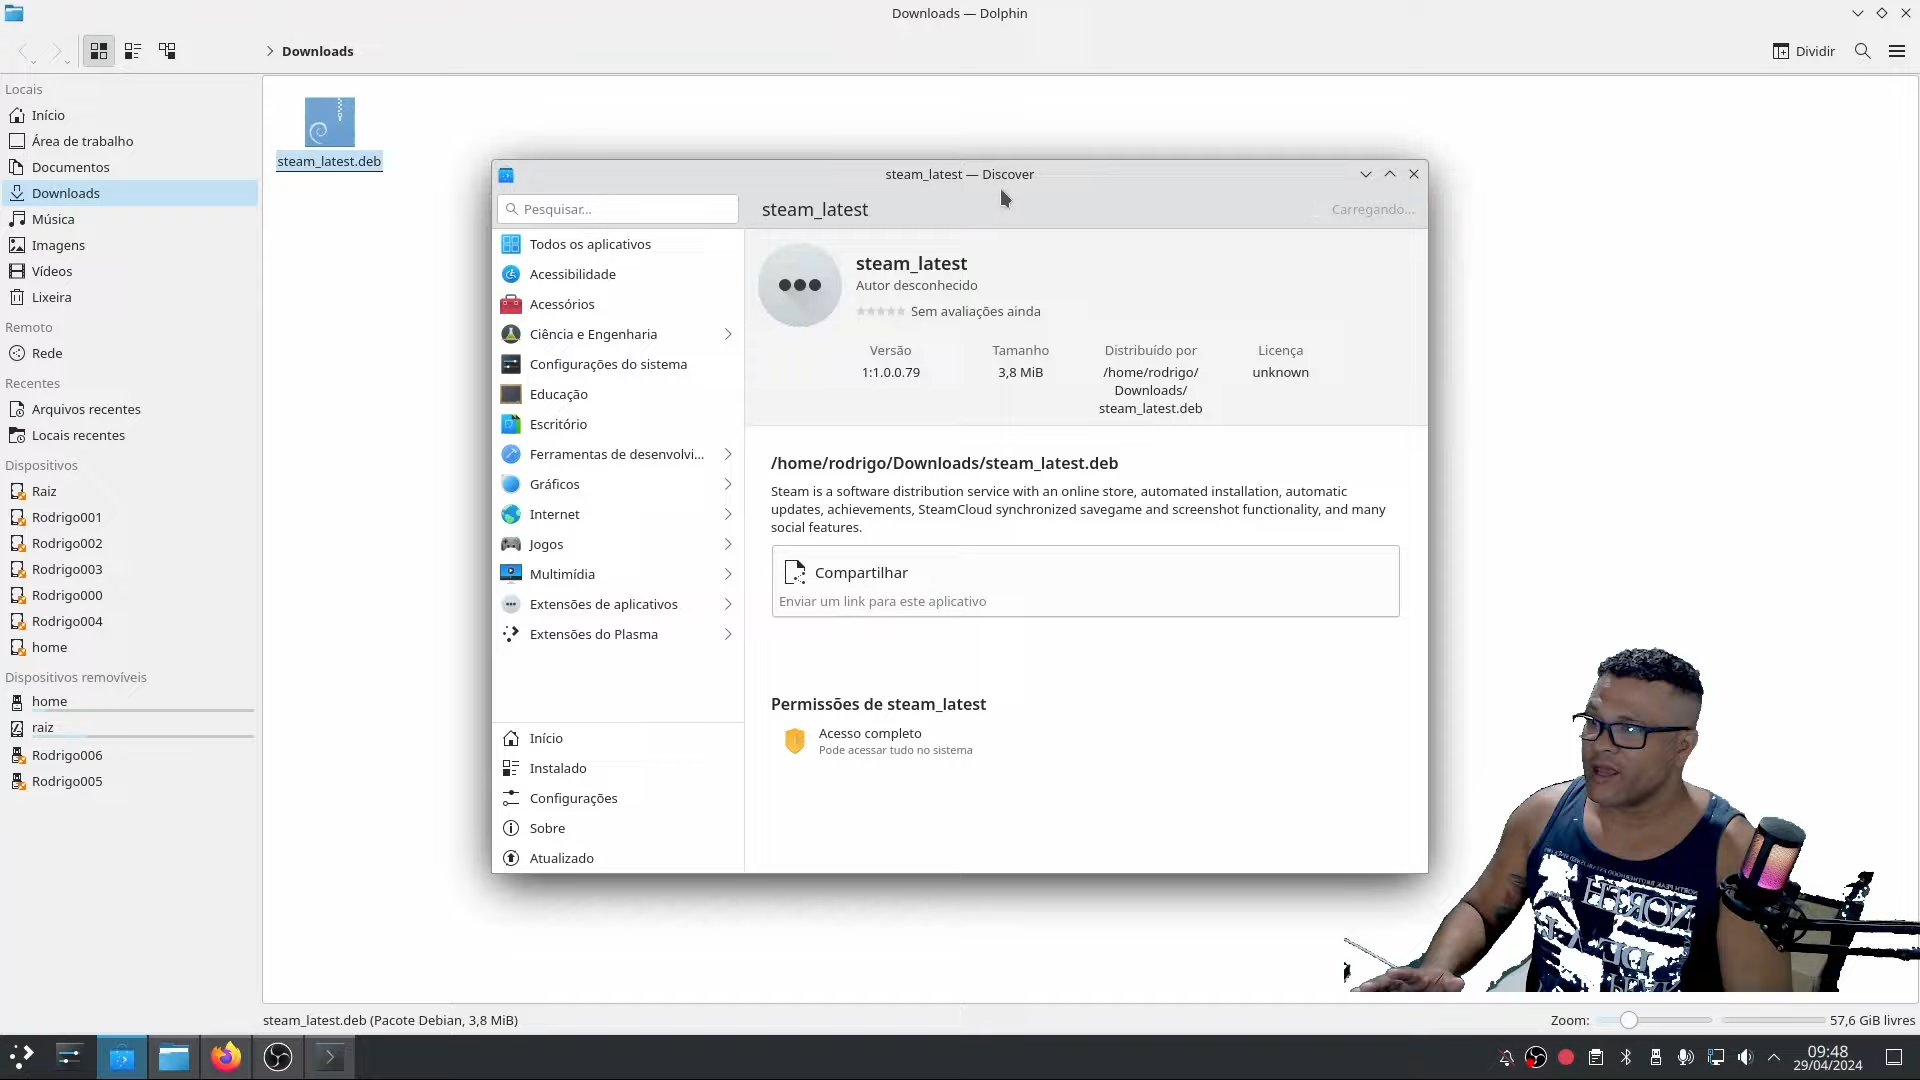 Downloads — Dolphin
Downloads
Dividir
Locais
Início
Área de trabalho
Documentos
Downloads
Música
Imagens
Vídeos
Lixeira
Remoto
Rede
Recentes
Arquivos recentes
Locais recentes
Dispositivos
Raiz
Rodrigo001
Rodrigo002
Rodrigo003
Rodrigo000
Rodrigo004
home
Dispositivos removíveis
home
raiz
Rodrigo006
Rodrigo005
steam_latest.deb
steam_latest — Discover
Pesquisar...
steam_latest
Carregando...
Todos os aplicativos
Acessibilidade
Acessórios
Ciência e Engenharia
Configurações do sistema
Educação
Escritório
Ferramentas de desenvolvi...
Gráficos
Internet
Jogos
Multimídia
Extensões de aplicativos
Extensões do Plasma
Início
Instalado
Configurações
Sobre
Atualizado
steam_latest
Autor desconhecido
Sem avaliações ainda
Versão
1:1.0.0.79
Tamanho
3,8 MiB
Distribuído por
/home/rodrigo/
Downloads/
steam_latest.deb
Licença
unknown
/home/rodrigo/Downloads/steam_latest.deb
Steam is a software distribution service with an online store, automated installation, automatic
updates, achievements, SteamCloud synchronized savegame and screenshot functionality, and many
social features.
Compartilhar
Enviar um link para este aplicativo
Permissões de steam_latest
Acesso completo
Pode acessar tudo no sistema
steam_latest.deb (Pacote Debian, 3,8 MiB)
Zoom:
57,6 GiB livres
09:48
29/04/2024